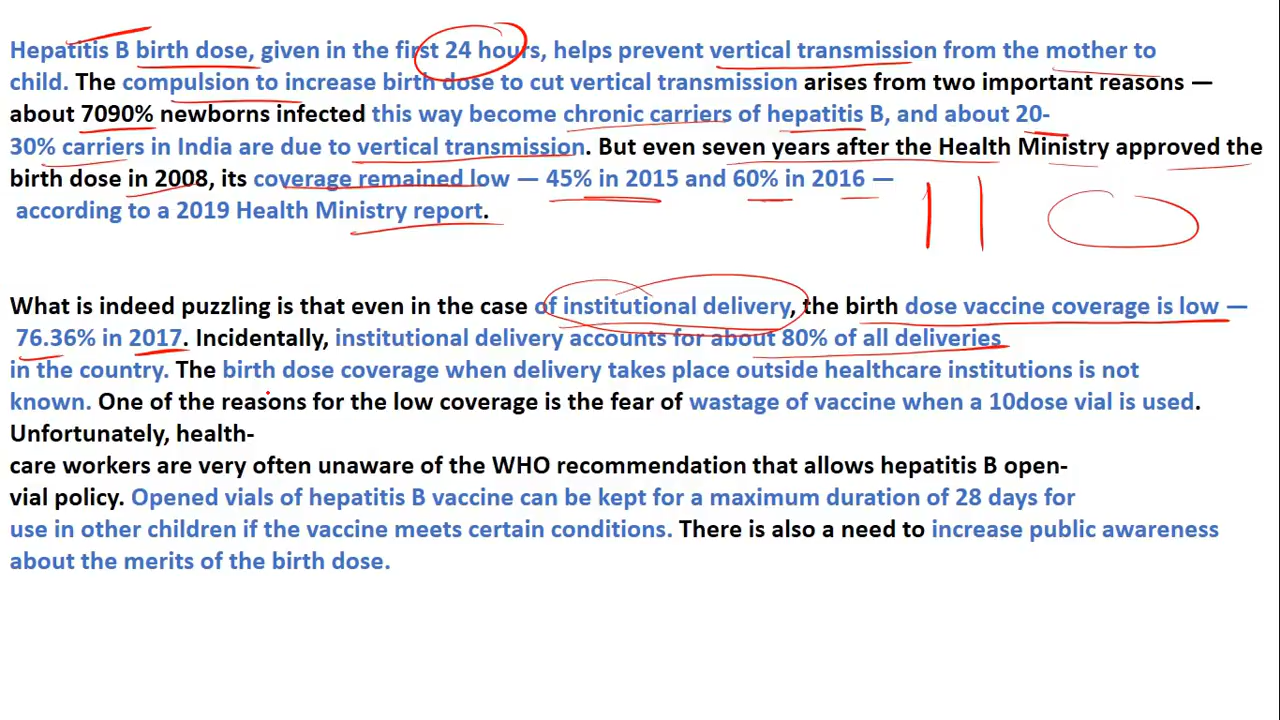 Hepatitis B birth dose, given in the first 24 hours, helps prevent vertical transmission from the mother to
child. The compulsion to increase birth dose to cut vertical transmission arises from two important reasons —
about 7090% newborns infected this way become chronic carriers of hepatitis B, and about 20-
30% carriers in India are due to vertical transmission. But even seven years after the Health Ministry approved the
birth dose in 2008, its coverage remained low — 45% in 2015 and 60% in 2016 —
according to a 2019 Health Ministry report.
What is indeed puzzling is that even in the case of institutional delivery, the birth dose vaccine coverage is low —
76.36% in 2017. Incidentally, institutional delivery accounts for about 80% of all deliveries
in the country. The birth dose coverage when delivery takes place outside healthcare institutions is not
known. One of the reasons for the low coverage is the fear of wastage of vaccine when a 10dose vial is used.
Unfortunately, health-
care workers are very often unaware of the WHO recommendation that allows hepatitis B open-
vial policy. Opened vials of hepatitis B vaccine can be kept for a maximum duration of 28 days for
use in other children if the vaccine meets certain conditions. There is also a need to increase public awareness
about the merits of the birth dose.